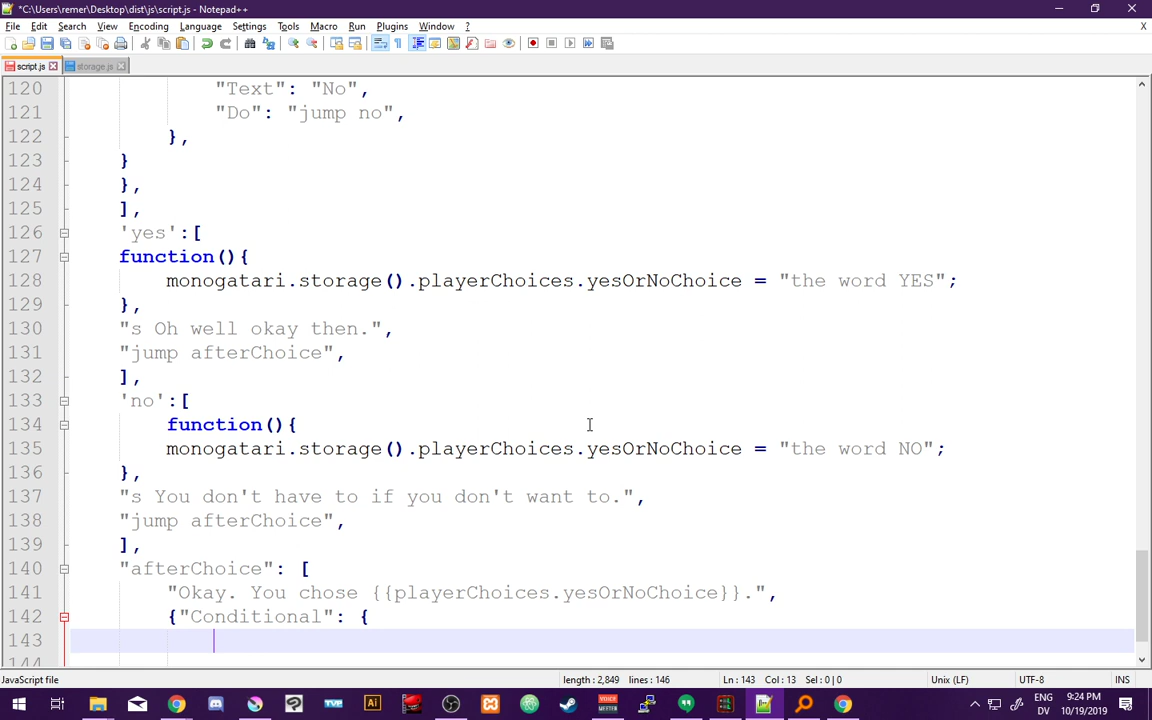 *C:\Users\remer\Desktop\dist\js\script.js - Notepad++
File Edit Search View Encoding Language Settings Tools Macro Run Plugins Window ? X
script.js storage.js
120 "Text": "No",
121 "Do": "jump no",
122 },
123 }
124 },
125 ],
126 'yes':[
127 function(){
128 monogatari.storage().playerChoices.yesOrNoChoice = "the word YES";
129 },
130 "s Oh well okay then.",
131 "jump afterChoice",
132 ],
133 'no':[
134 function(){
135 monogatari.storage().playerChoices.yesOrNoChoice = "the word NO";
136 },
137 "s You don't have to if you don't want to.",
138 "jump afterChoice",
139 ],
140 "afterChoice": [
141 "Okay. You chose {{playerChoices.yesOrNoChoice}}.",
142 {"Conditional": {
143
144
JavaScript file length : 2,849 lines : 146 Ln : 143 Col : 13 Sel : 0 | 0 Unix (LF) UTF-8 INS
ENG 9:24 PM
DV 10/19/2019